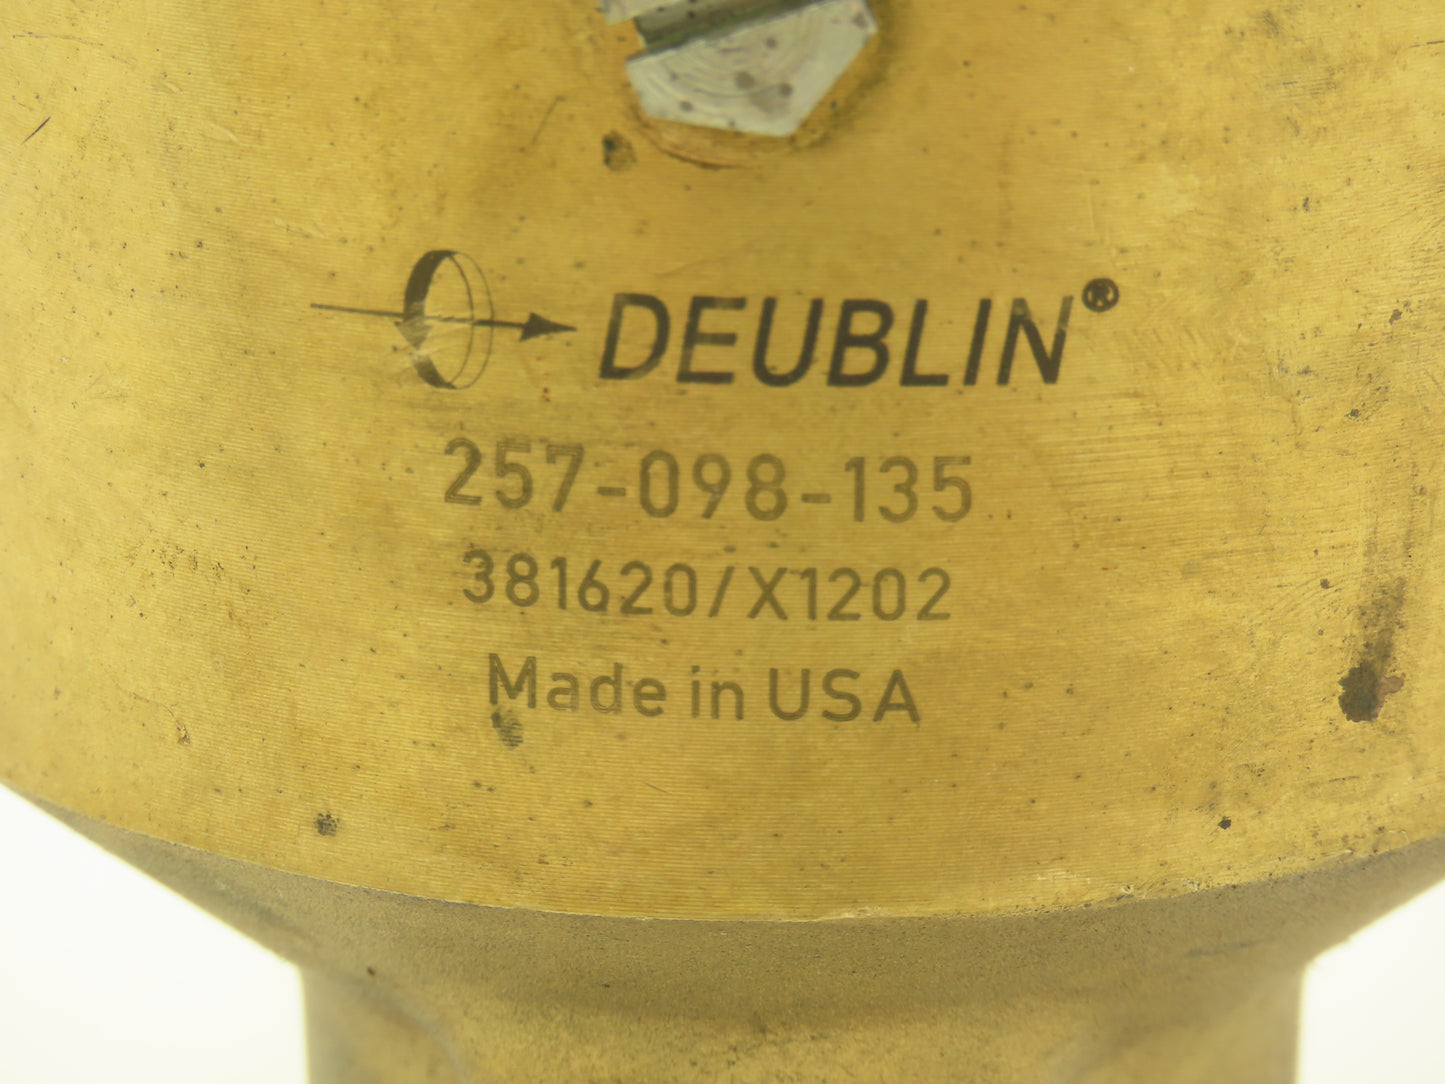 DEUBLIN®
257-098-135
381620/X1202
Made in USA